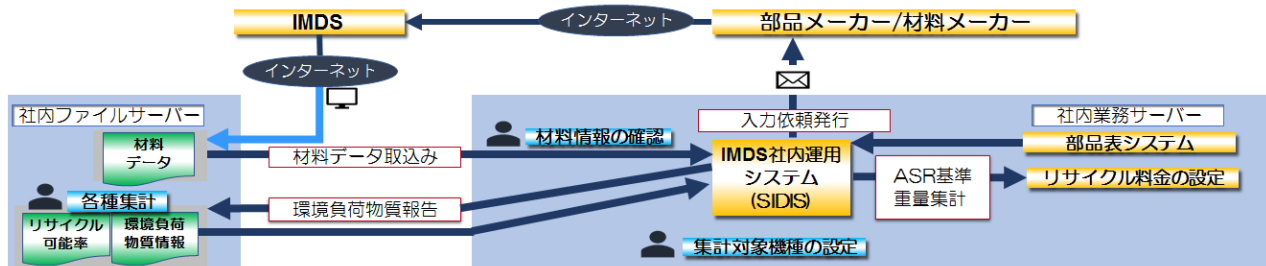 IMDS
インターネット
部品メーカー/材料メーカー
インターネット
社内ファイルサーバー
材料
データ
材料データ取込み
材料情報の確認
入力依頼発行
社内業務サーバー
部品表システム
IMDS社内運用
システム
(SIDIS)
ASR基準
重量集計
リサイクル料金の設定
各種集計
環境負荷物質報告
リサイクル
可能率
環境負荷
物質情報
集計対象機種の設定